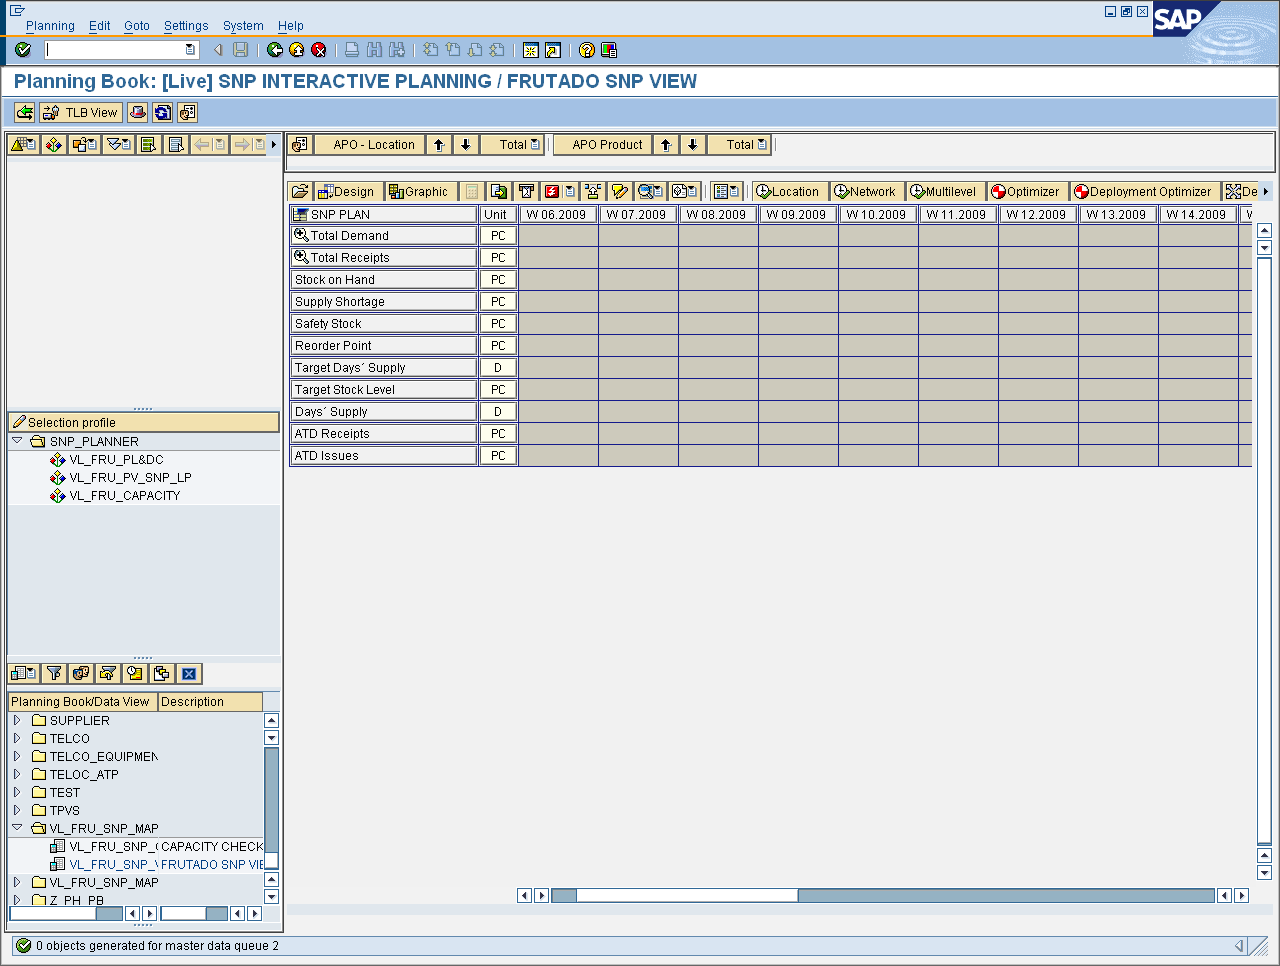 Planning Edit Goto Settings System Help
SAP
Planning Book: [Live] SNP INTERACTIVE PLANNING / FRUTADO SNP VIEW
TLB View
APO - Location Total APO Product Total
Design Graphic Location Network Multilevel Optimizer Deployment Optimizer De
SNP PLAN Unit W 06.2009 W 07.2009 W 08.2009 W 09.2009 W 10.2009 W 11.2009 W 12.2009 W 13.2009 W 14.2009 W
Total Demand PC
Total Receipts PC
Stock on Hand PC
Supply Shortage PC
Safety Stock PC
Reorder Point PC
Target Days´ Supply D
Target Stock Level PC
Days´ Supply D
ATD Receipts PC
ATD Issues PC
Selection profile
SNP_PLANNER
VL_FRU_PL&DC
VL_FRU_PV_SNP_LP
VL_FRU_CAPACITY
Planning Book/Data View Description
SUPPLIER
TELCO
TELCO_EQUIPMEN
TELOC_ATP
TEST
TPVS
VL_FRU_SNP_MAP
VL_FRU_SNP_( CAPACITY CHECK
VL_FRU_SNP_\ FRUTADO SNP VIE
VL_FRU_SNP_MAP
Z_PH_PB
0 objects generated for master data queue 2